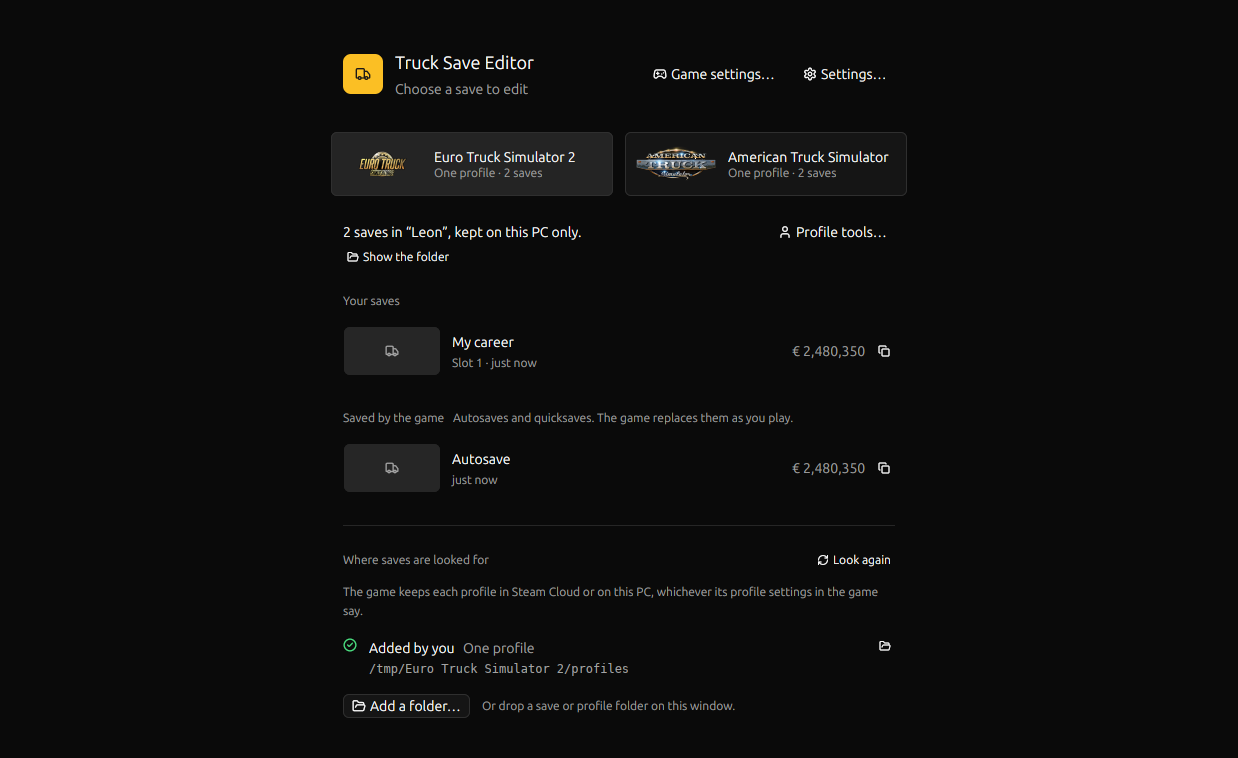 Truck Save Editor
Choose a save to edit
Game settings…
Settings…
EURO TRUCK
Euro Truck Simulator 2
One profile · 2 saves
AMERICAN
TRUCK
Simulator
American Truck Simulator
One profile · 2 saves
2 saves in “Leon”, kept on this PC only.
Profile tools…
Show the folder
Your saves
My career
Slot 1 · just now
€ 2,480,350
Saved by the game Autosaves and quicksaves. The game replaces them as you play.
Autosave
just now
€ 2,480,350
Where saves are looked for
Look again
The game keeps each profile in Steam Cloud or on this PC, whichever its profile settings in the game
say.
Added by you One profile
/tmp/Euro Truck Simulator 2/profiles
Add a folder…
Or drop a save or profile folder on this window.